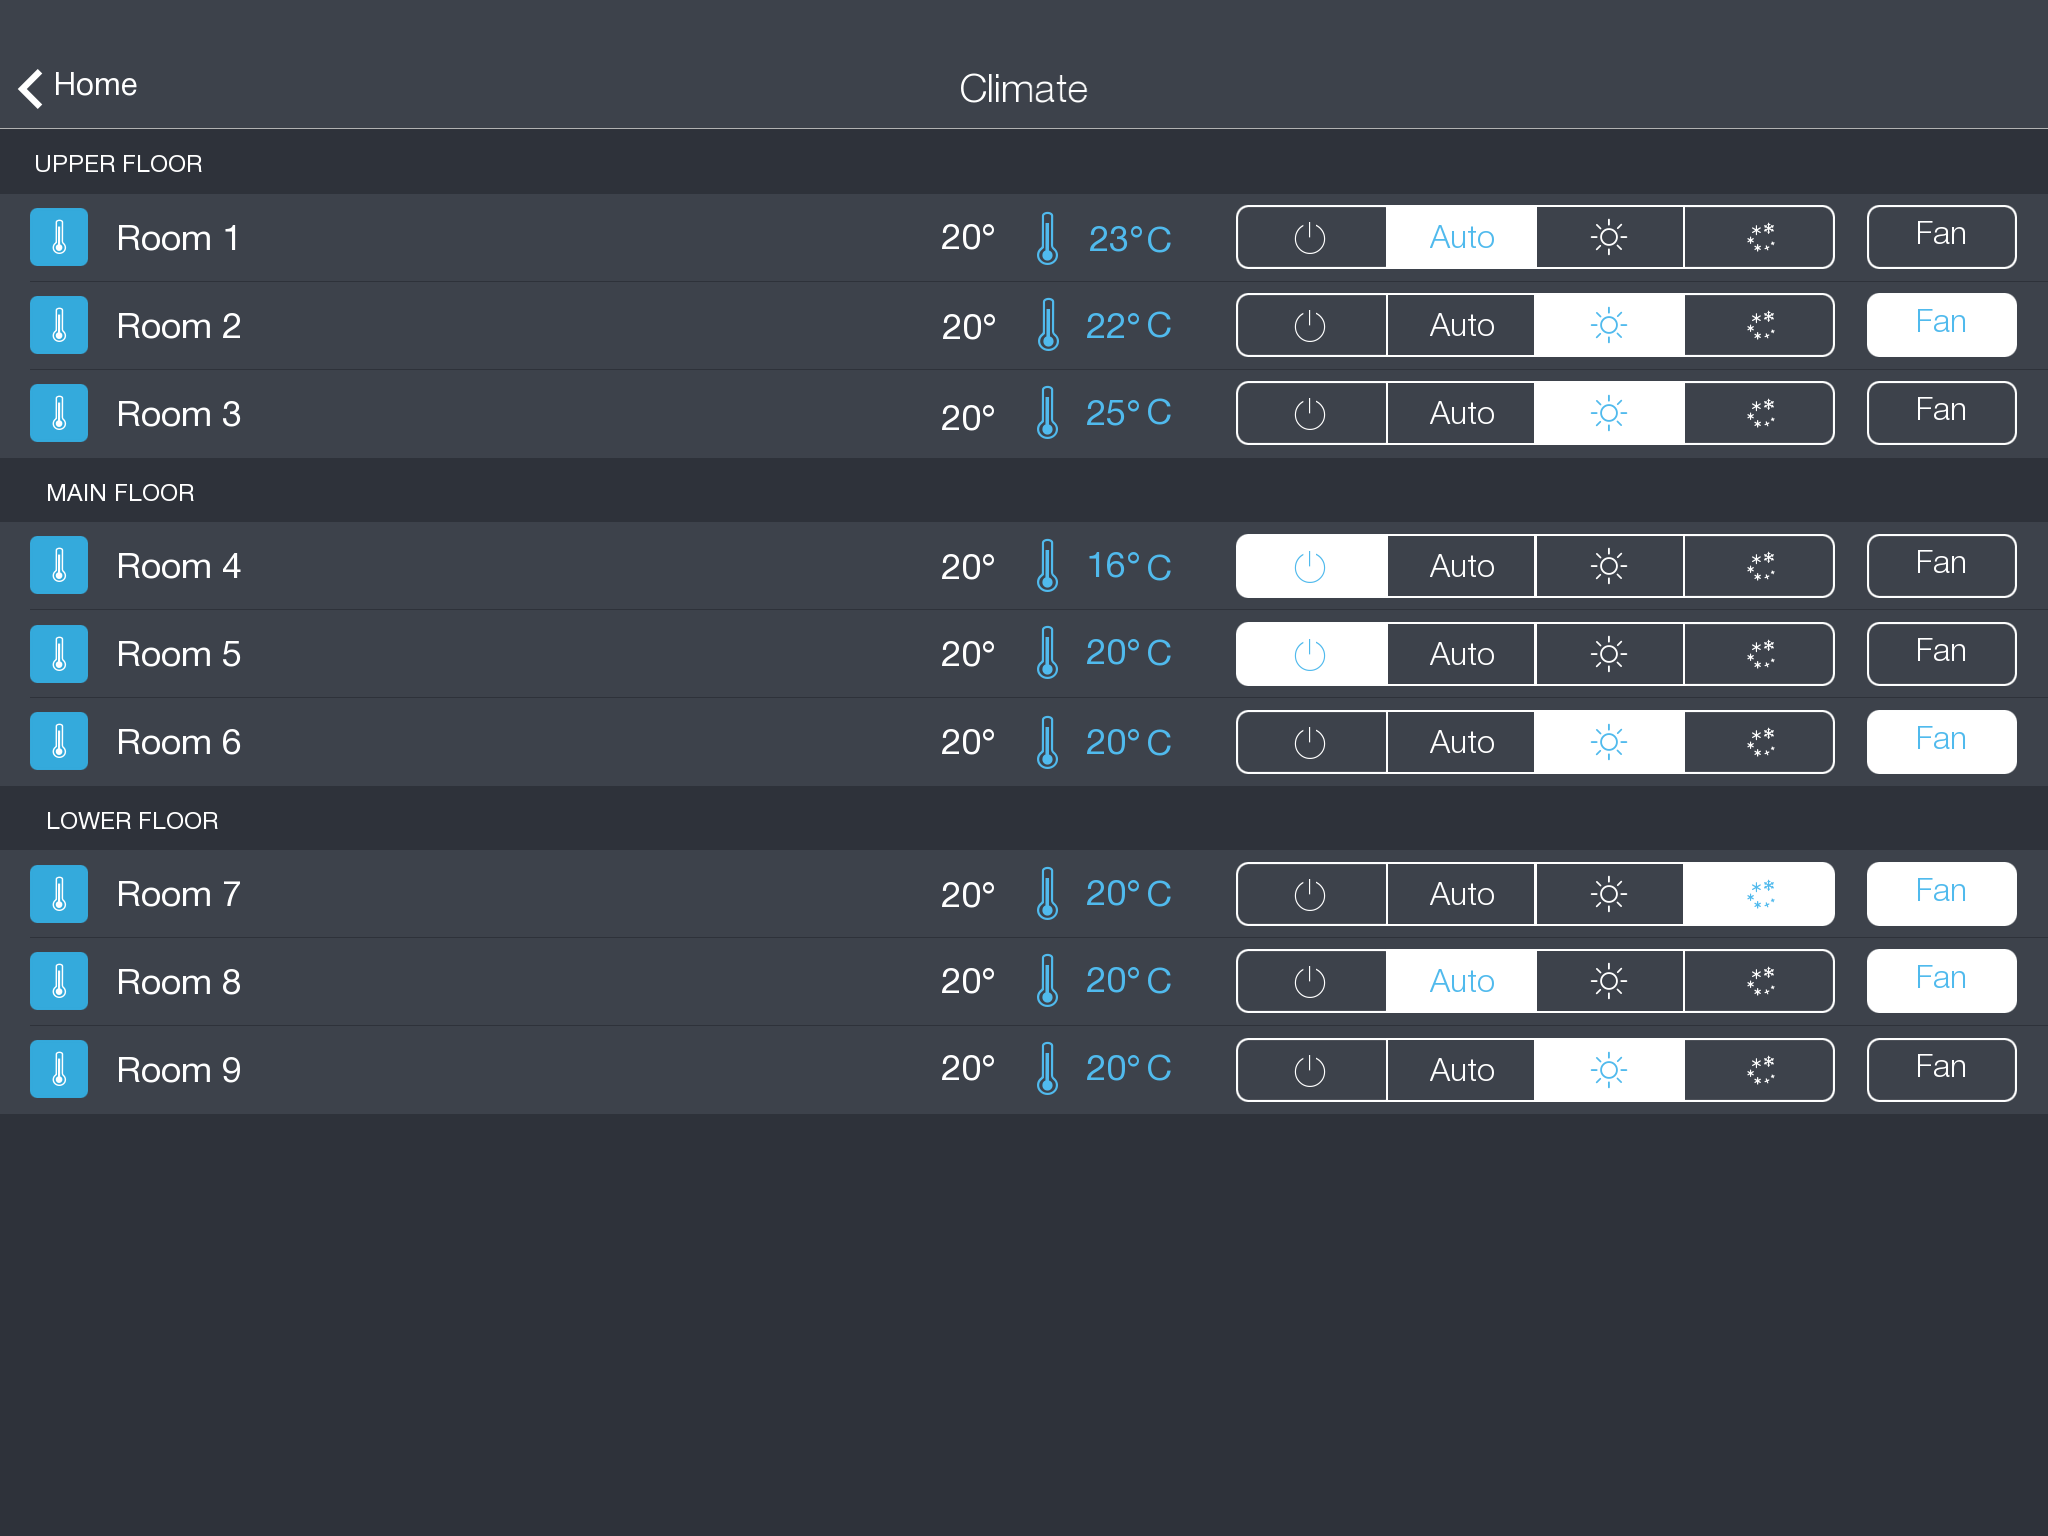 Home
Climate
UPPER FLOOR
Room 1 20° 23°C Auto Fan
Room 2 20° 22°C Auto Fan
Room 3 20° 25°C Auto Fan
MAIN FLOOR
Room 4 20° 16°C Auto Fan
Room 5 20° 20°C Auto Fan
Room 6 20° 20°C Auto Fan
LOWER FLOOR
Room 7 20° 20°C Auto Fan
Room 8 20° 20°C Auto Fan
Room 9 20° 20°C Auto Fan